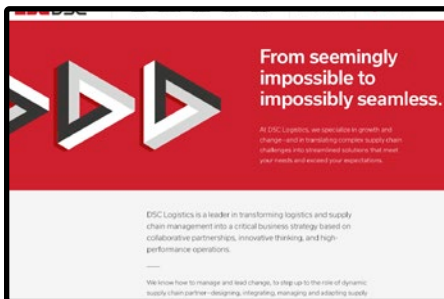 DSC
From seemingly
impossible to
impossibly seamless.
At DSC Logistics, we specialize in growth and
change–and in translating complex supply chain
challenges into streamlined solutions that meet
your needs and exceed your expectations.
DSC Logistics is a leader in transforming logistics and supply
chain management into a critical business strategy based on
collaborative partnerships, innovative thinking, and high-
performance operations.
We know how to manage and lead change, to step up to the role of dynamic
supply chain partner–designing, integrating, managing and adapting supply